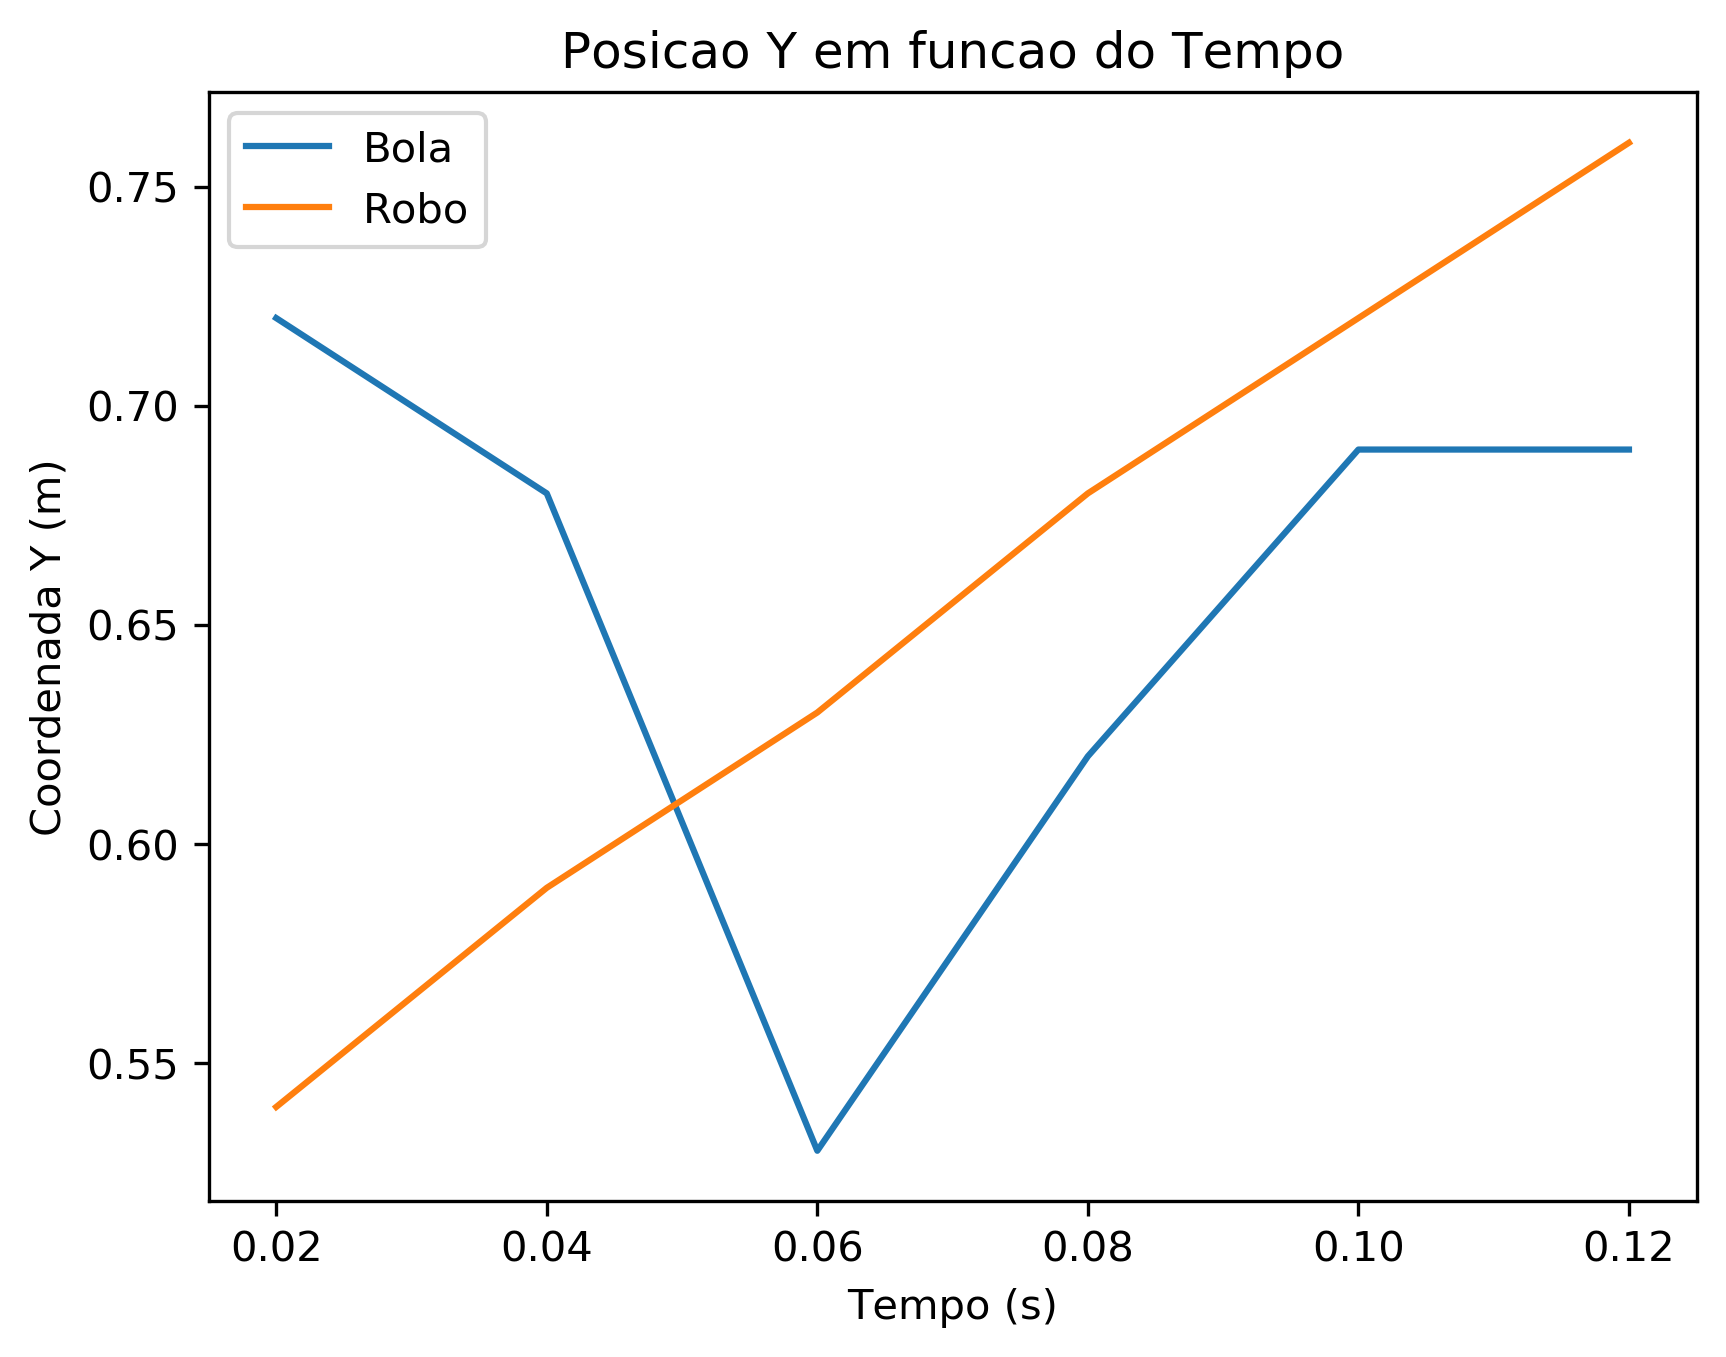 Posicao Y em funcao do Tempo
Bola
Robo
0.75
0.70
0.65
0.60
0.55
Coordenada Y (m)
0.02 0.04 0.06 0.08 0.10 0.12
Tempo (s)